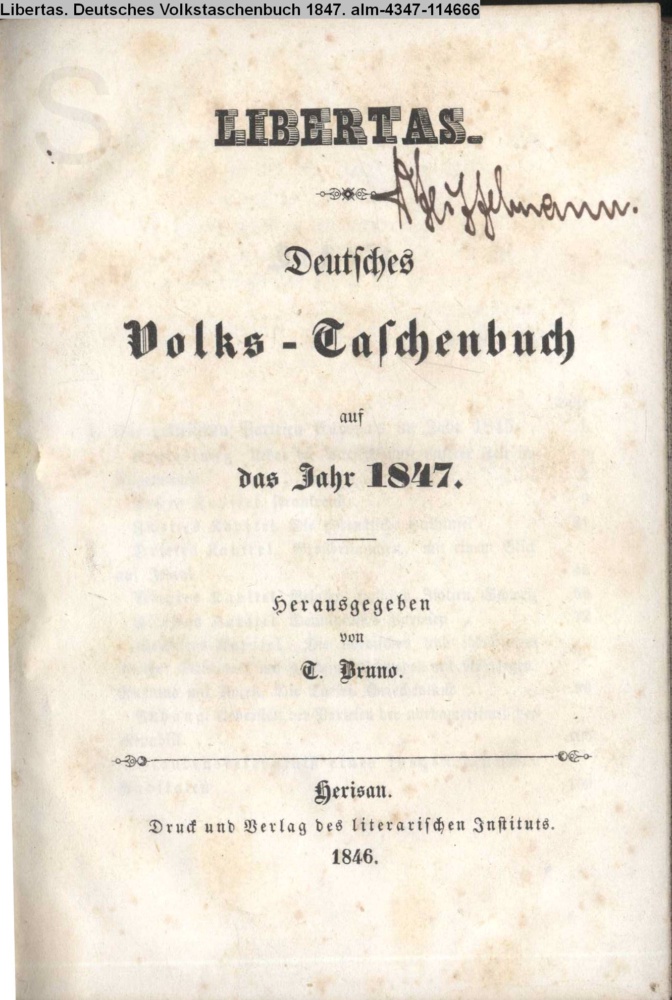 Libertas. Deutsches Volkstaschenbuch 1847. alm-4347-114666
S
LIBERTAS.
Deutſches
Volks-Taſchenbuch
auf
das Jahr 1847.
Herausgegeben
von
T. Bruno.
Heriſau.
Druck und Verlag des literariſchen Inſtituts.
1846.